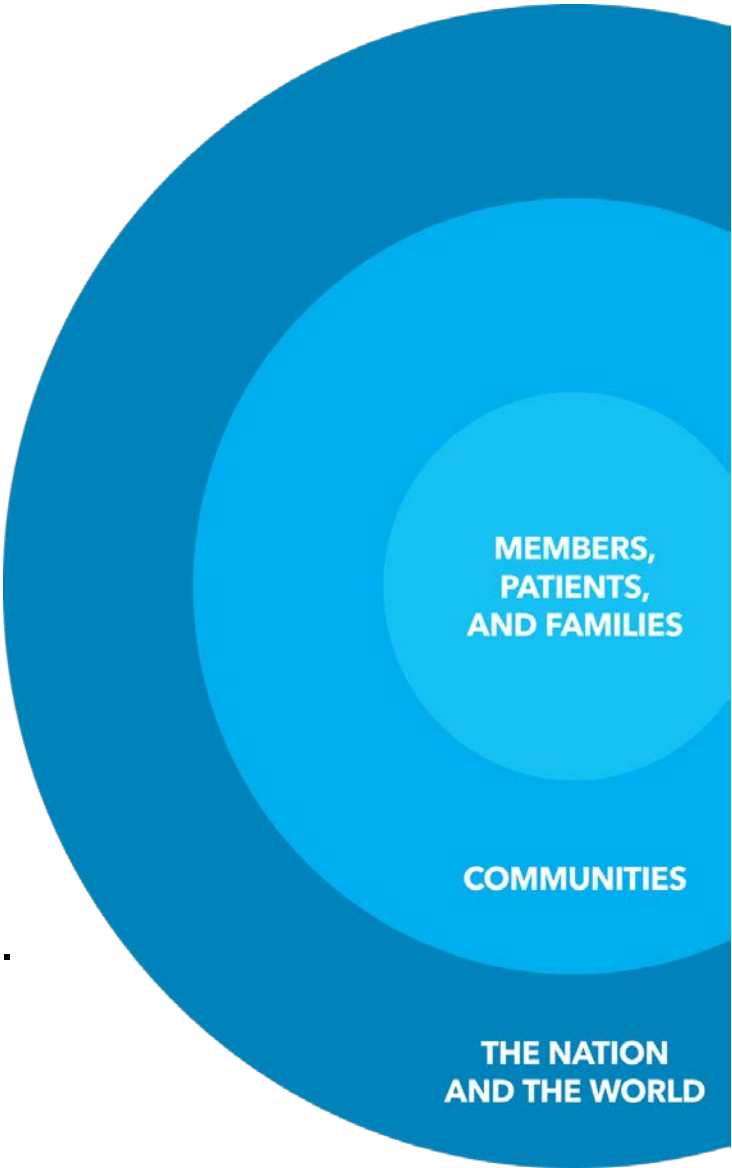 MEMBERS,
PATIENTS,
AND FAMILIES
COMMUNITIES
.
THE NATION
AND THE WORLD